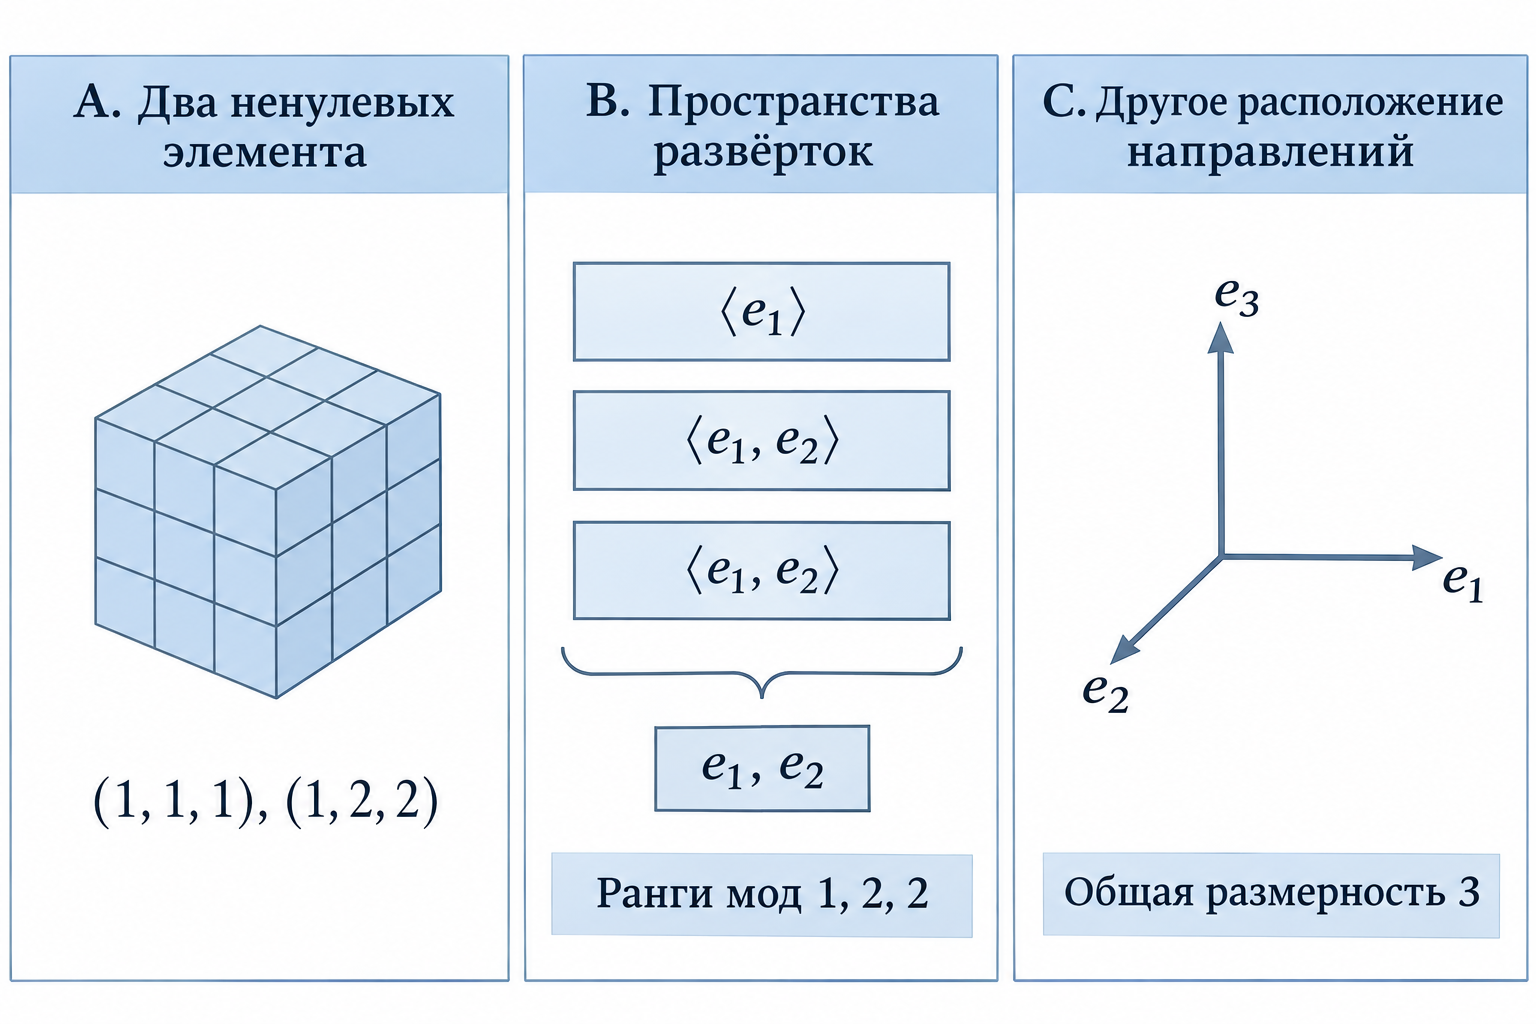 A. Два ненулевых
элемента
(1, 1, 1), (1, 2, 2)
B. Пространства
развёрток
⟨e₁⟩
⟨e₁, e₂⟩
⟨e₁, e₂⟩
e₁, e₂
Ранги мод 1, 2, 2
C. Другое расположение
направлений
e₃
e₁
e₂
Общая размерность 3